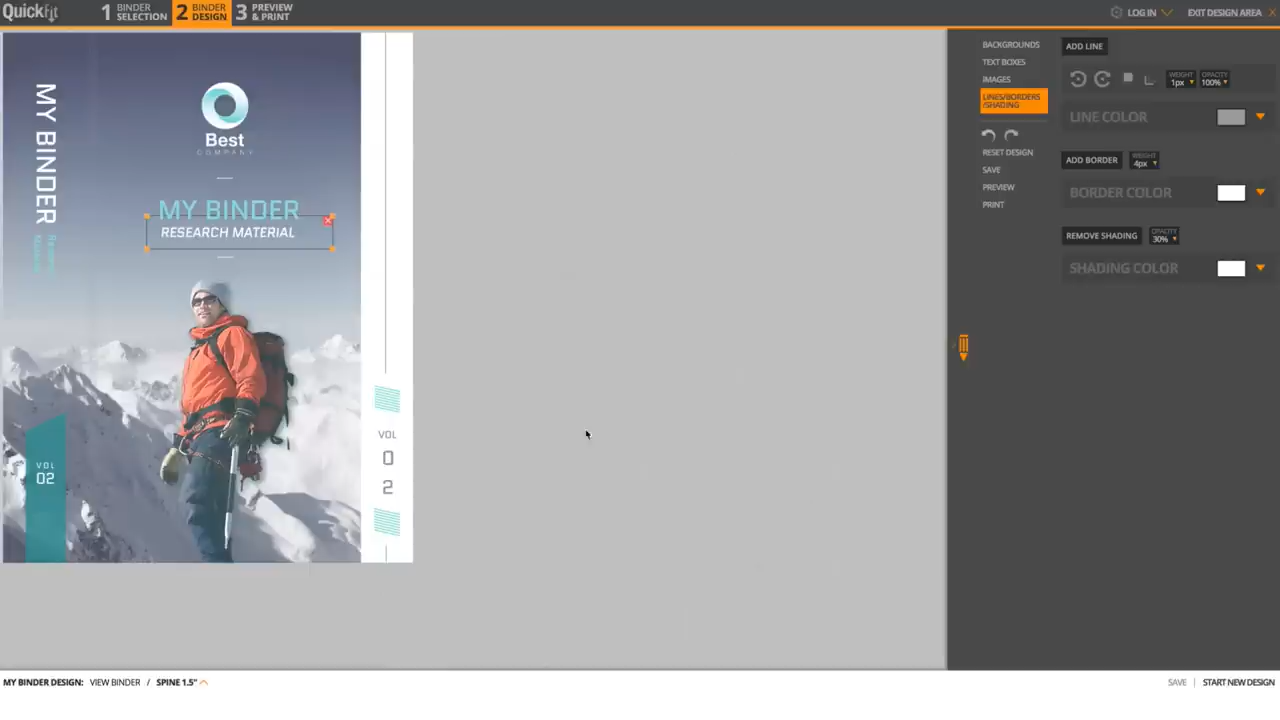 Quickfit
1 BINDER SELECTION
2 BINDER DESIGN
3 PREVIEW & PRINT
LOG IN
EXIT DESIGN AREA
MY BINDER
VOL
02
Best
COMPANY
MY BINDER
RESEARCH MATERIAL
VOL
0
2
BACKGROUNDS
TEXT BOXES
IMAGES
LINES/BORDERS
/SHADING
RESET DESIGN
SAVE
PREVIEW
PRINT
ADD LINE
WEIGHT
1px
OPACITY
100%
LINE COLOR
ADD BORDER
WEIGHT
4px
BORDER COLOR
REMOVE SHADING
OPACITY
30%
SHADING COLOR
MY BINDER DESIGN: VIEW BINDER / SPINE 1.5"
SAVE | START NEW DESIGN